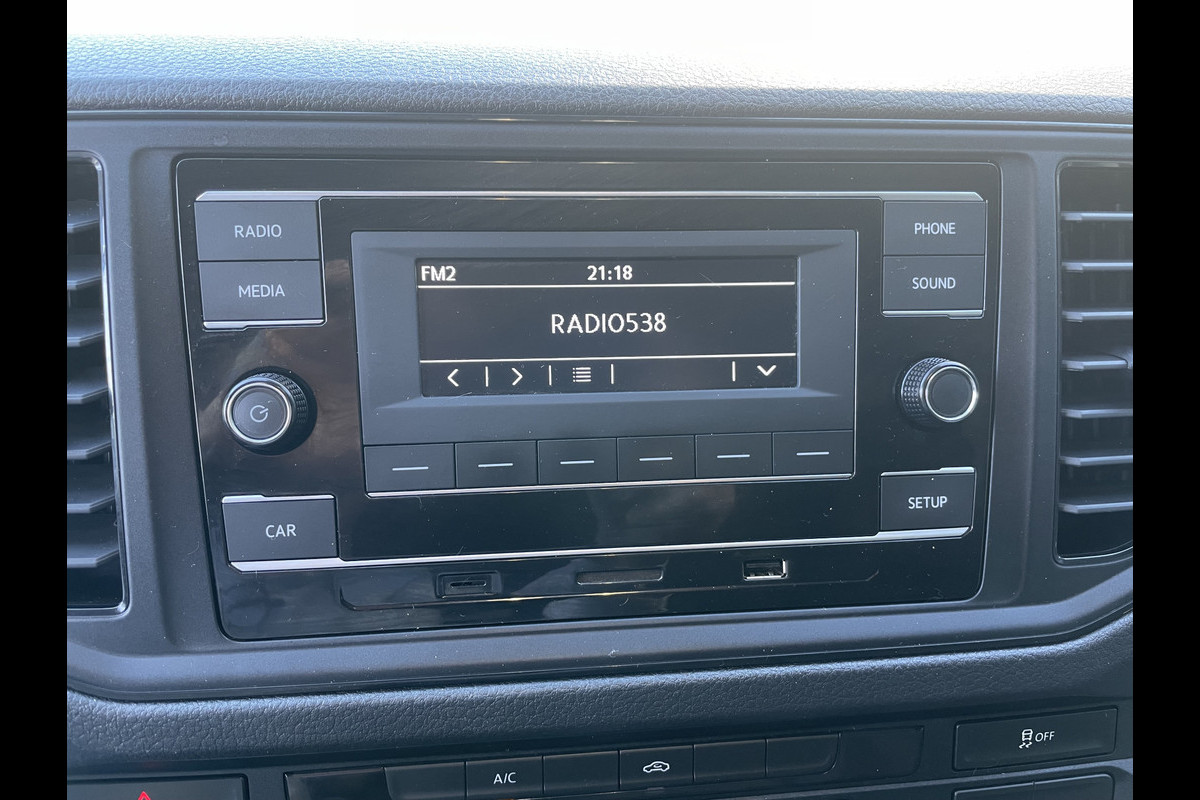 RADIO
PHONE
MEDIA
SOUND
FM2 21:18
RADIO538
CAR
SETUP
OFF
A/C